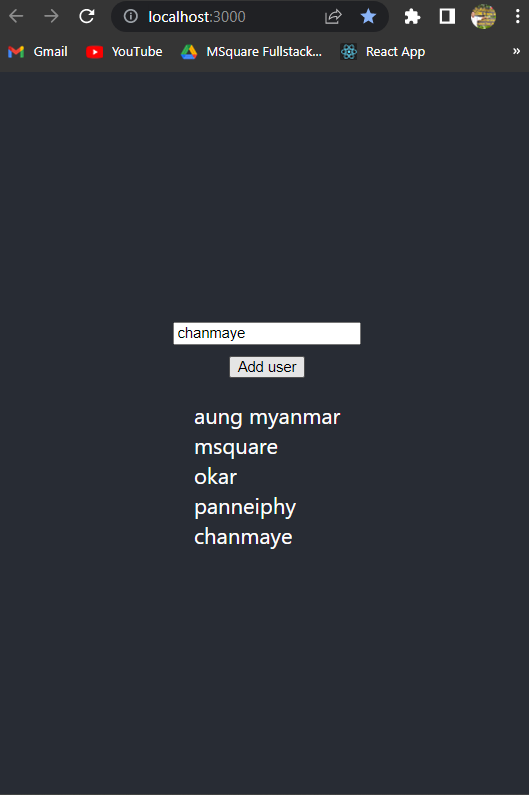 localhost:3000
Gmail YouTube MSquare Fullstack... React App »
chanmaye
Add user
aung myanmar
msquare
okar
panneiphy
chanmaye